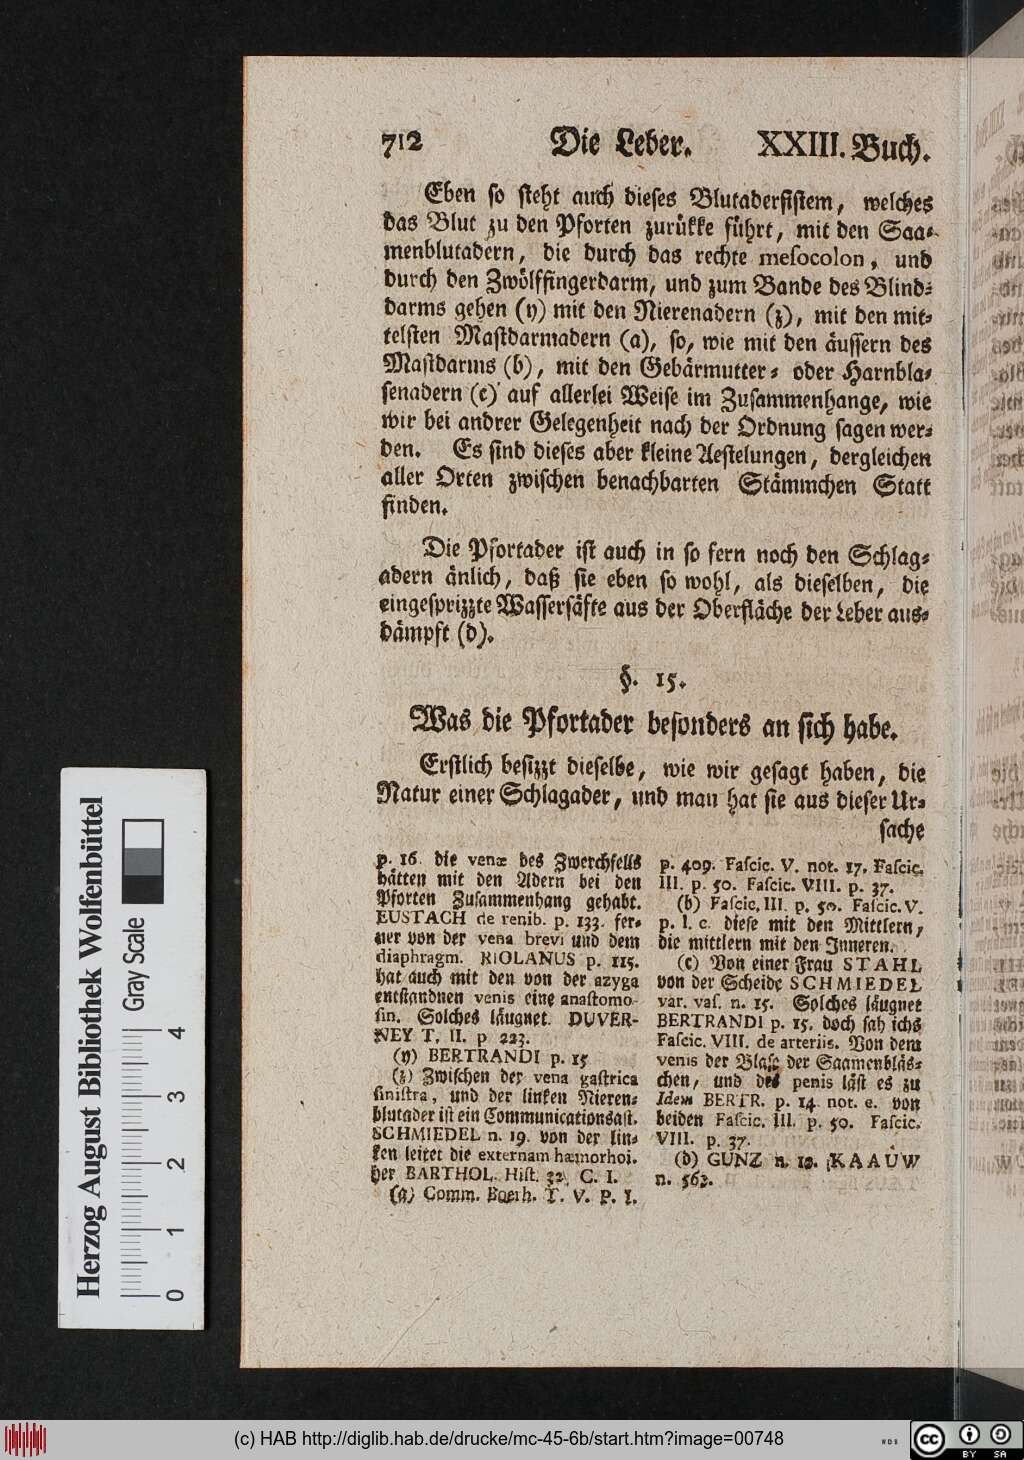 712 Die Leber. XXIII. Buch.
Eben so steht auch dieses Blutadersistem, welches
das Blut zu den Pforten zurükke führt, mit den Saa-
menblutadern, die durch das rechte mesocolon, und
durch den Zwölffingerdarm, und zum Bande des Blind-
darms gehen (y) mit den Nierenadern (z), mit den mit-
telsten Mastdarmadern (a), so, wie mit den äussern des
Mastdarms (b), mit den Gebärmutter- oder Harnbla-
senadern (c) auf allerlei Weise im Zusammenhange, wie
wir bei andrer Gelegenheit nach der Ordnung sagen wer-
den. Es sind dieses aber kleine Aestelungen, dergleichen
aller Orten zwischen benachbarten Stämmchen Statt
finden.
Die Pfortader ist auch in so fern noch den Schlag-
adern änlich, daß sie eben so wohl, als dieselben, die
eingesprizzte Wassersäfte aus der Oberfläche der Leber aus-
dämpft (d).
§. 15.
Was die Pfortader besonders an sich habe.
Erstlich besizzt dieselbe, wie wir gesagt haben, die
Natur einer Schlagader, und man hat sie aus dieser Ur-
sache
p. 16. die venæ des Zwerchfells
hätten mit den Adern bei den
Pforten Zusammenhang gehabt.
EUSTACH de renib. p. 133. fer-
ner von der vena brevi und dem
diaphragm. RIOLANUS p. 115.
hat auch mit den von der azyga
entstandnen venis eine anastomo-
sin. Solches läugnet DUVER-
NEY T. II. p 223.
(y) BERTRANDI p. 15
(z) Zwischen der vena gastrica
sinistra, und der linken Nieren-
blutader ist ein Communicationsast.
SCHMIEDEL n. 19. von der lin-
ken leitet die externam hæmorhoi.
her BARTHOL. Hist. 32. C. I.
(a) Comm. Boerh. T. V. P. I.
p. 409. Fascic. V. not. 17. Fascic.
III. p. 50. Fascic. VIII. p. 37.
(b) Fascic. III. p. 50. Fascic. V.
p. l. c. diese mit den Mittlern,
die mittlern mit den Inneren.
(c) Von einer Frau STAHL
von der Scheide SCHMIEDEL
var. vas. n. 15. Solches läugnet
BERTRANDI p. 15. doch sah ichs
Fascic. VIII. de arteriis. Von dem
venis der Blase der Saamenbläs-
chen, und des penis läst es zu
Idem BERTR. p. 14. not. e. von
beiden Fascic. III. p. 50. Fascic.
VIII. p. 37.
(d) GUNZ n. 10. KAAUW
n. 563.
Herzog August Bibliothek Wolfenbüttel
Gray Scale
0 1 2 3 4
(c) HAB http://diglib.hab.de/drucke/mc-45-6b/start.htm?image=00748
cc BY SA